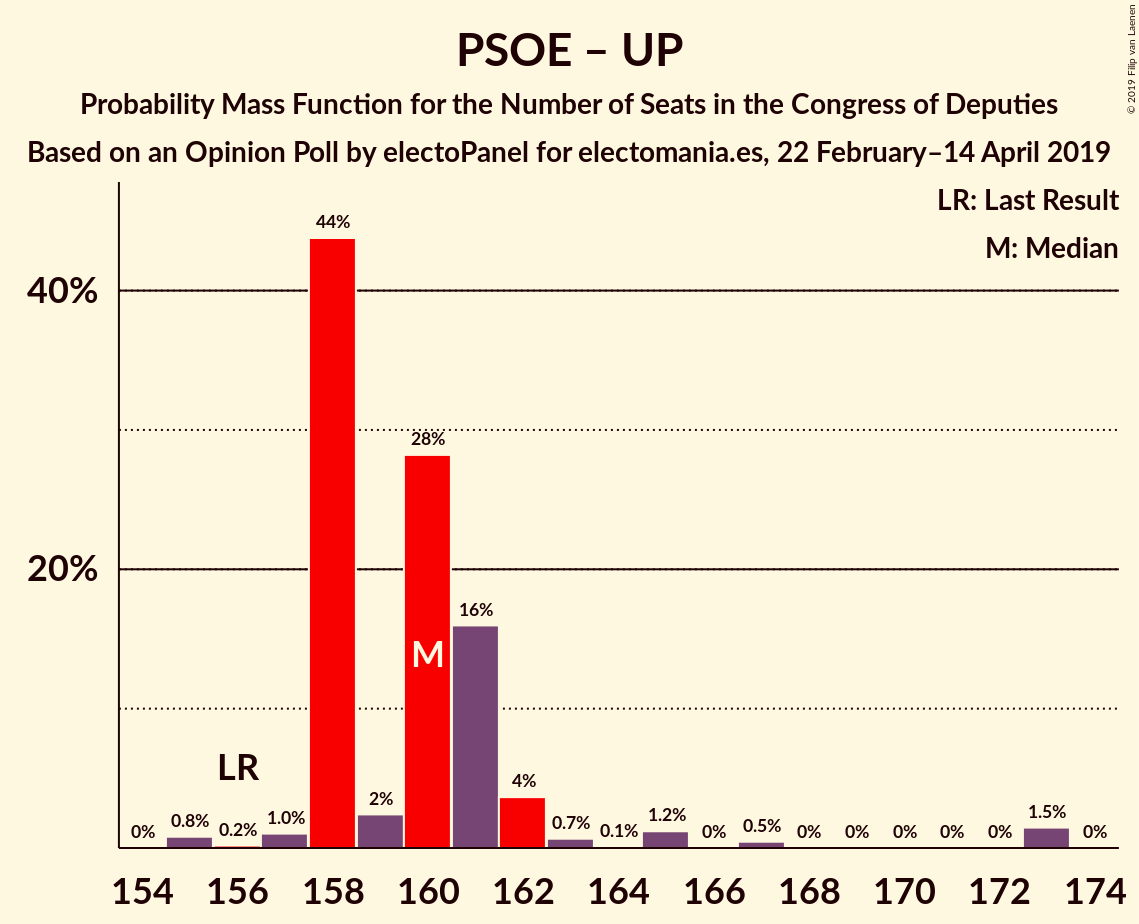 PSOE – UP
Probability Mass Function for the Number of Seats in the Congress of Deputies
Based on an Opinion Poll by electoPanel for electomania.es, 22 February–14 April 2019
© 2019 Filip van Laenen
LR: Last Result
M: Median
40%
20%
0%
0.8%
0.2%
1.0%
44%
2%
28%
16%
4%
0.7%
0.1%
1.2%
0%
0.5%
0%
0%
0%
0%
0%
1.5%
0%
LR
M
154 156 158 160 162 164 166 168 170 172 174